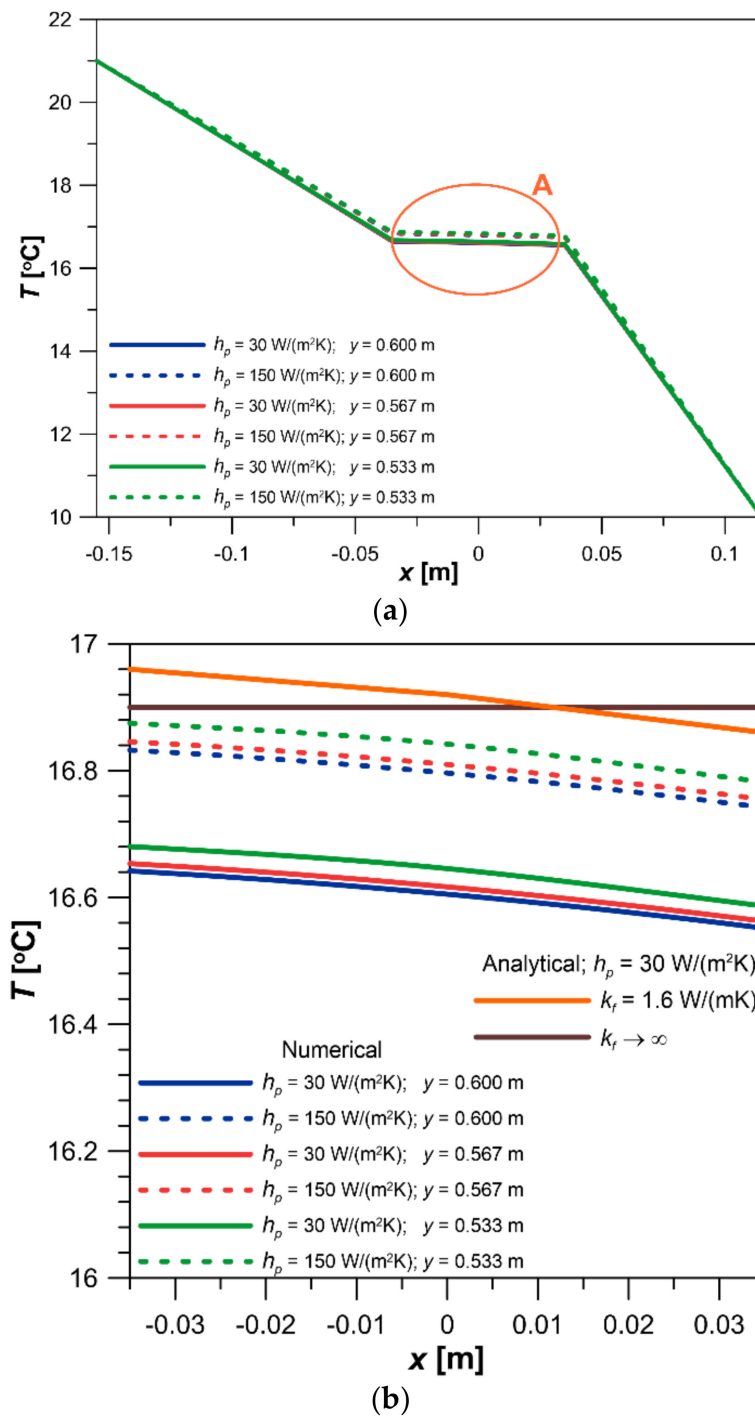 22
20
18
16
14
12
10
T [°C]
A
h_p = 30 W/(m²K); y = 0.600 m
h_p = 150 W/(m²K); y = 0.600 m
h_p = 30 W/(m²K); y = 0.567 m
h_p = 150 W/(m²K); y = 0.567 m
h_p = 30 W/(m²K); y = 0.533 m
h_p = 150 W/(m²K); y = 0.533 m
-0.15 -0.1 -0.05 0 0.05 0.1
x [m]
(a)
17
16.8
16.6
16.4
16.2
16
T [°C]
Analytical; h_p = 30 W/(m²K)
k_f = 1.6 W/(mK)
k_f → ∞
Numerical
h_p = 30 W/(m²K); y = 0.600 m
h_p = 150 W/(m²K); y = 0.600 m
h_p = 30 W/(m²K); y = 0.567 m
h_p = 150 W/(m²K); y = 0.567 m
h_p = 30 W/(m²K); y = 0.533 m
h_p = 150 W/(m²K); y = 0.533 m
-0.03 -0.02 -0.01 0 0.01 0.02 0.03
x [m]
(b)